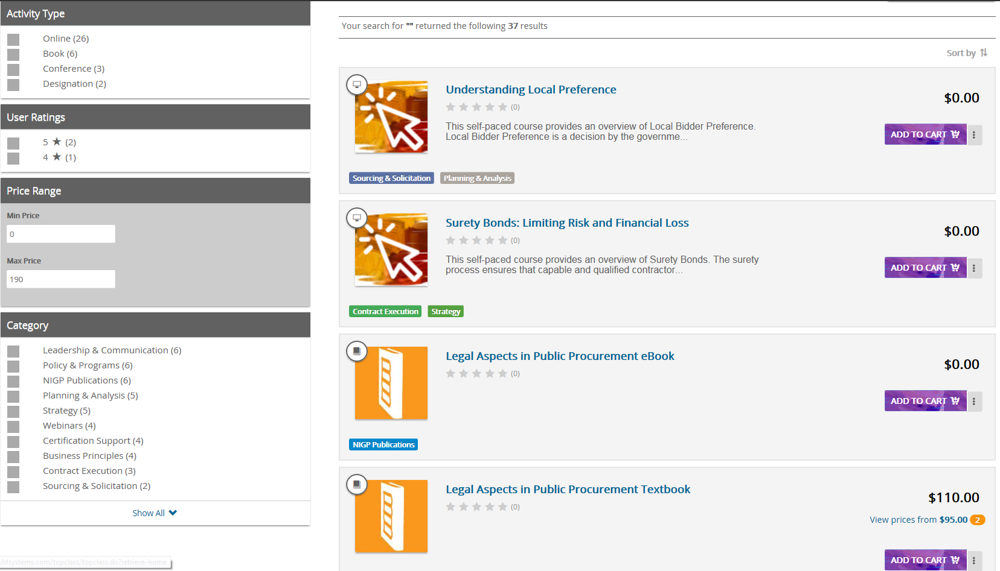 Activity Type
Online (26)
Book (6)
Conference (3)
Designation (2)
User Ratings
5 ★ (2)
4 ★ (1)
Price Range
Min Price
0
Max Price
190
Category
Leadership & Communication (6)
Policy & Programs (6)
NIGP Publications (6)
Planning & Analysis (5)
Strategy (5)
Webinars (4)
Certification Support (4)
Business Principles (4)
Contract Execution (3)
Sourcing & Solicitation (2)
Show All
vbtsystems.com/topclass/topclass.do?retrieve-home
Your search for "" returned the following 37 results
Sort by
Understanding Local Preference
(0)
This self-paced course provides an overview of Local Bidder Preference.
Local Bidder Preference is a decision by the governme...
$0.00
ADD TO CART
Sourcing & Solicitation Planning & Analysis
Surety Bonds: Limiting Risk and Financial Loss
(0)
This self-paced course provides an overview of Surety Bonds. The surety
process ensures that capable and qualified contractor...
$0.00
ADD TO CART
Contract Execution Strategy
Legal Aspects in Public Procurement eBook
(0)
$0.00
ADD TO CART
NIGP Publications
Legal Aspects in Public Procurement Textbook
(0)
$110.00
View prices from $95.00 2
ADD TO CART